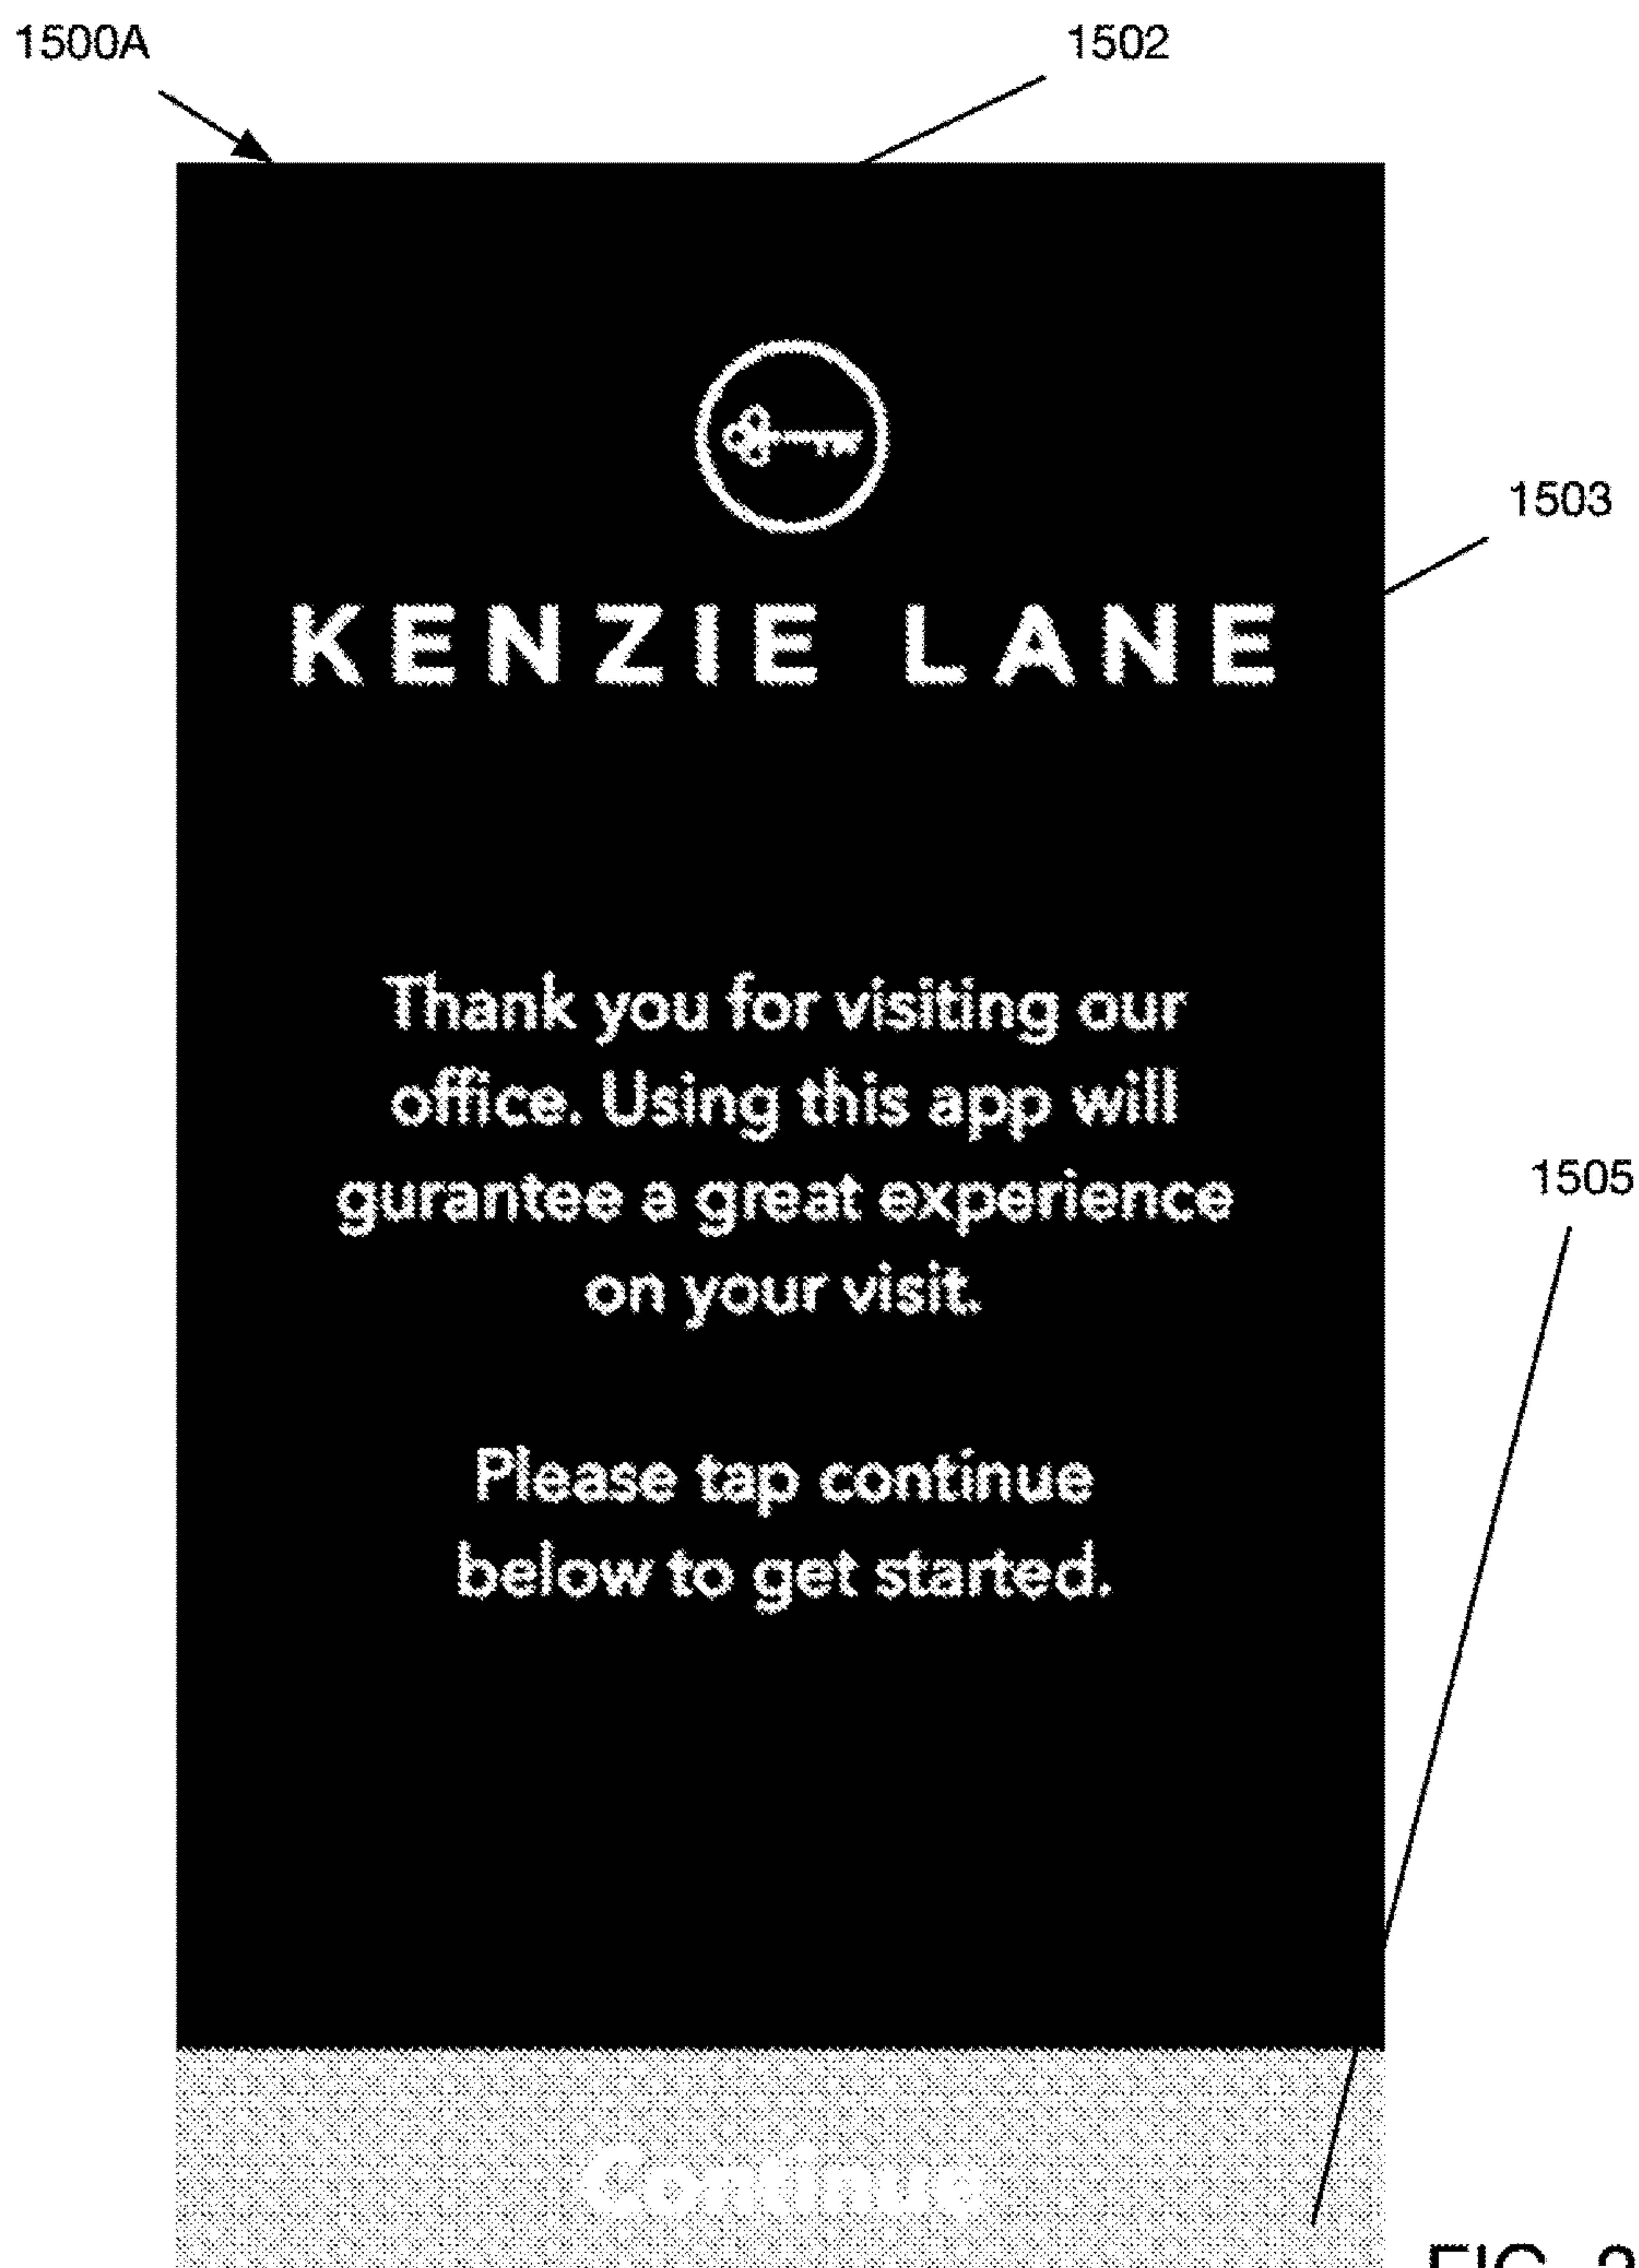 1500A
1502
KENZIE LANE
1503
Thank you for visiting our
office. Using this app will
gurantee a great experience
on your visit.
1505
Please tap continue
below to get started.
Continue